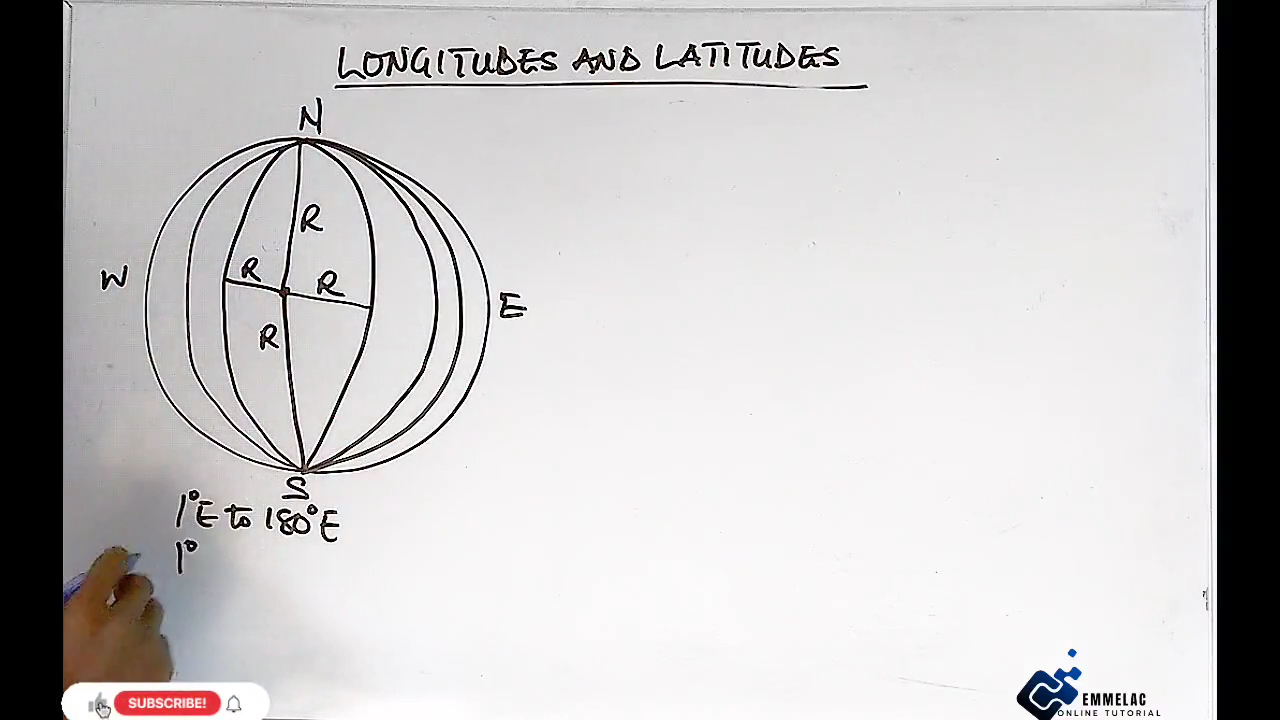 LONGITUDES AND LATITUDES
N
R
W
R
R
E
R
S
1°E to 180°E
1°
SUBSCRIBE!
EMMELAC
ONLINE TUTORIAL